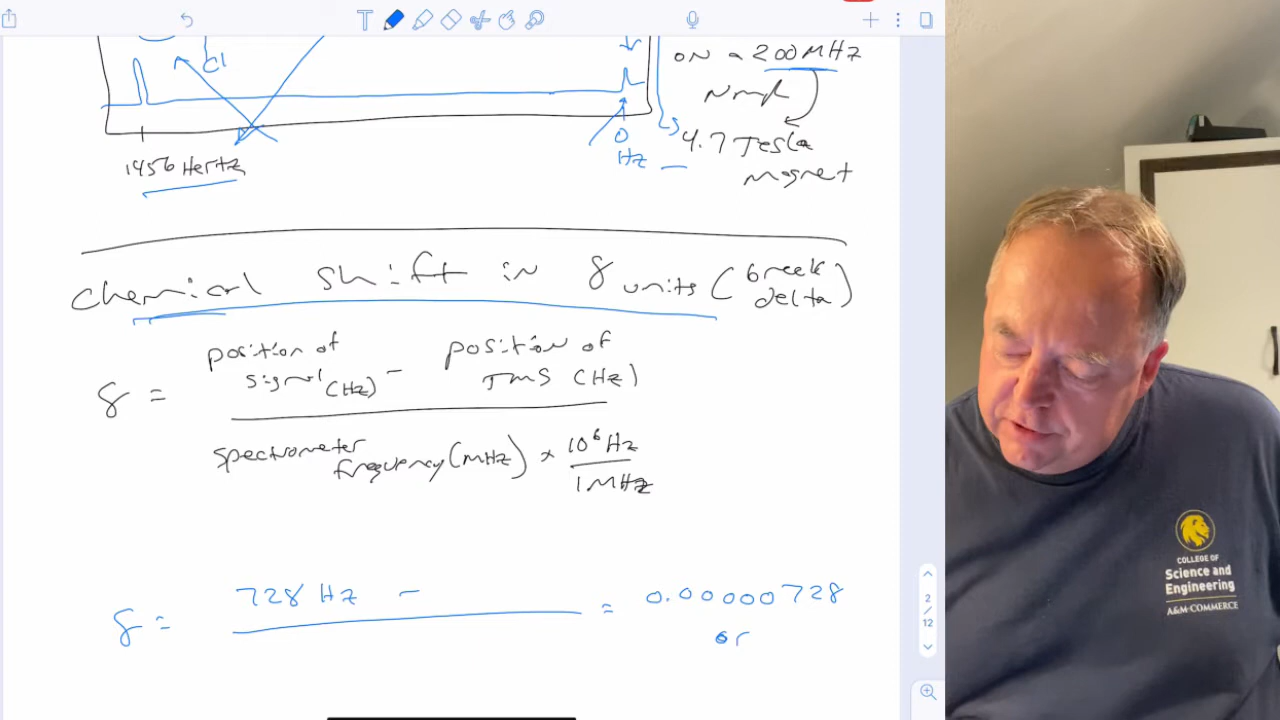 Cl
ON a 200 MHz
nmr
4.7 Tesla
magnet
0
Hz
1456 Hertz
chemical shift in δ units (Greek
delta)
position of
signal (Hz) - position of
TMS (Hz)
δ =
spectrometer
frequency (MHz) × 10⁶ Hz
1 MHz
δ = 728 Hz - = 0.00000728
or
2
/
12
COLLEGE OF
Science and
Engineering
A&M-COMMERCE